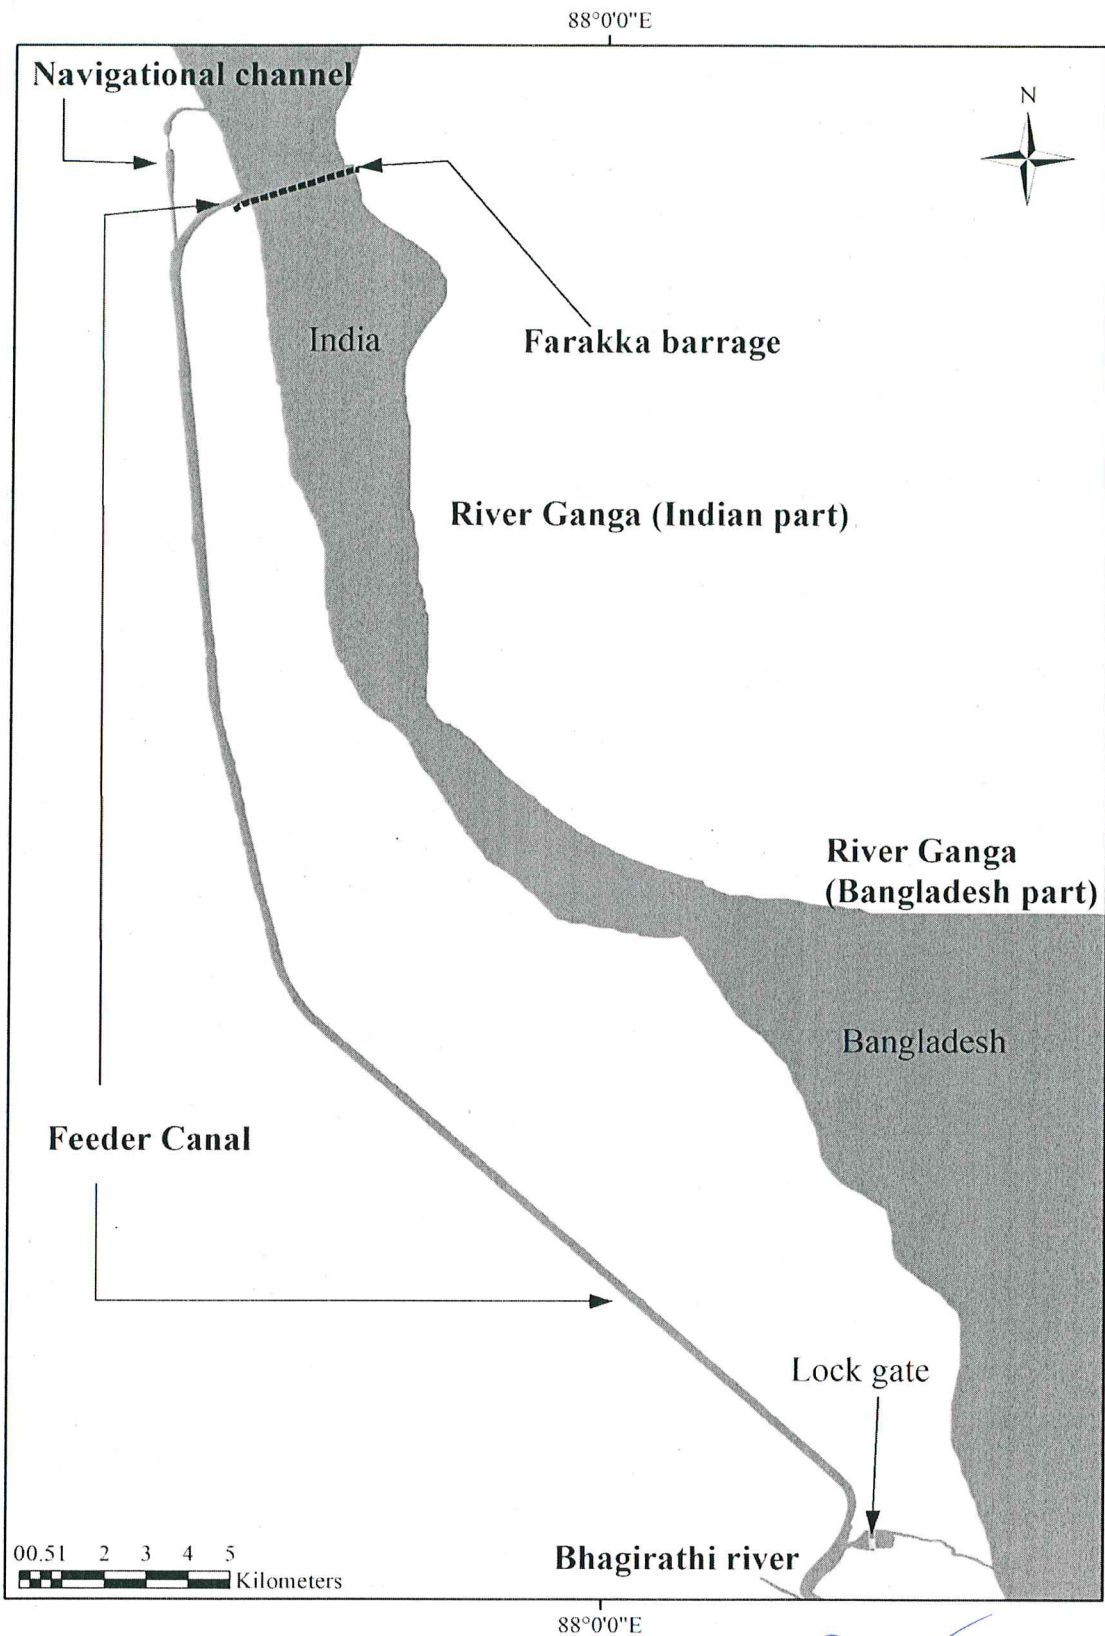 88°0'0"E
Navigational channel
N
India
Farakka barrage
River Ganga (Indian part)
River Ganga
(Bangladesh part)
Bangladesh
Feeder Canal
Lock gate
00.51 2 3 4 5
Kilometers
Bhagirathi river
88°0'0"E